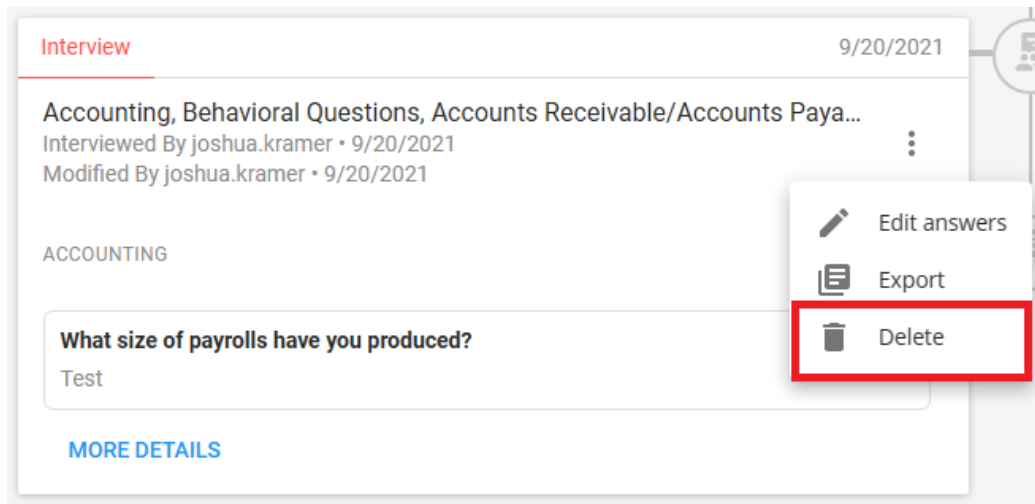 Interview 9/20/2021
Accounting, Behavioral Questions, Accounts Receivable/Accounts Paya...
Interviewed By joshua.kramer • 9/20/2021
Modified By joshua.kramer • 9/20/2021
Edit answers
Export
Delete
ACCOUNTING
What size of payrolls have you produced?
Test
MORE DETAILS